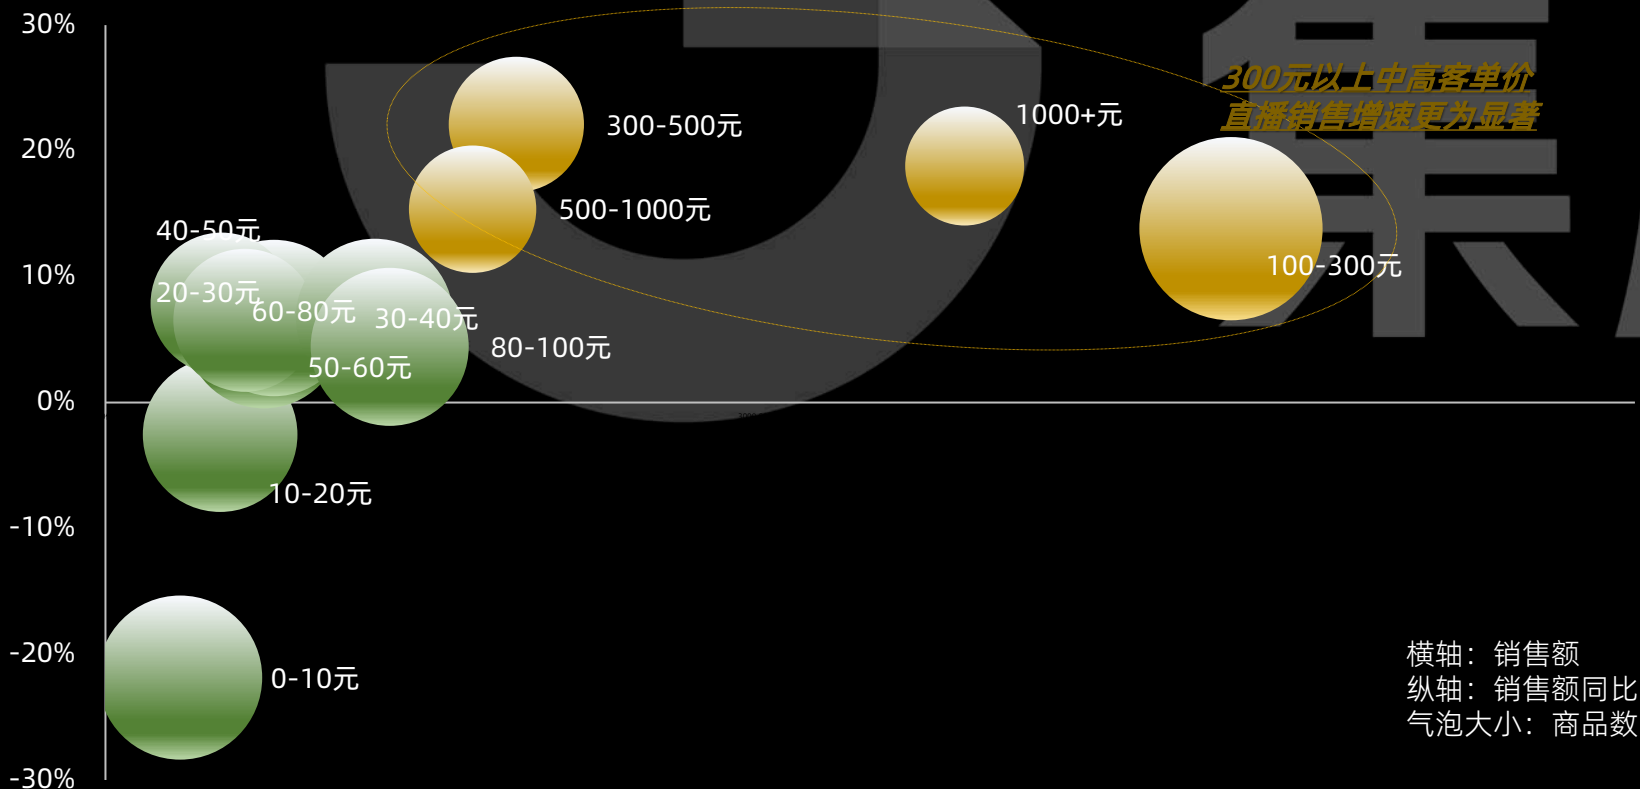 30%
300元以上中高客单价
直播销售增速更为显著
1000+元
300-500元
20%
500-1000元
40-50元
100-300元
10%
20-30元
60-80元
30-40元
80-100元
50-60元
0%
10-20元
-10%
-20%
0-10元
横轴：销售额
纵轴：销售额同比
气泡大小：商品数
-30%